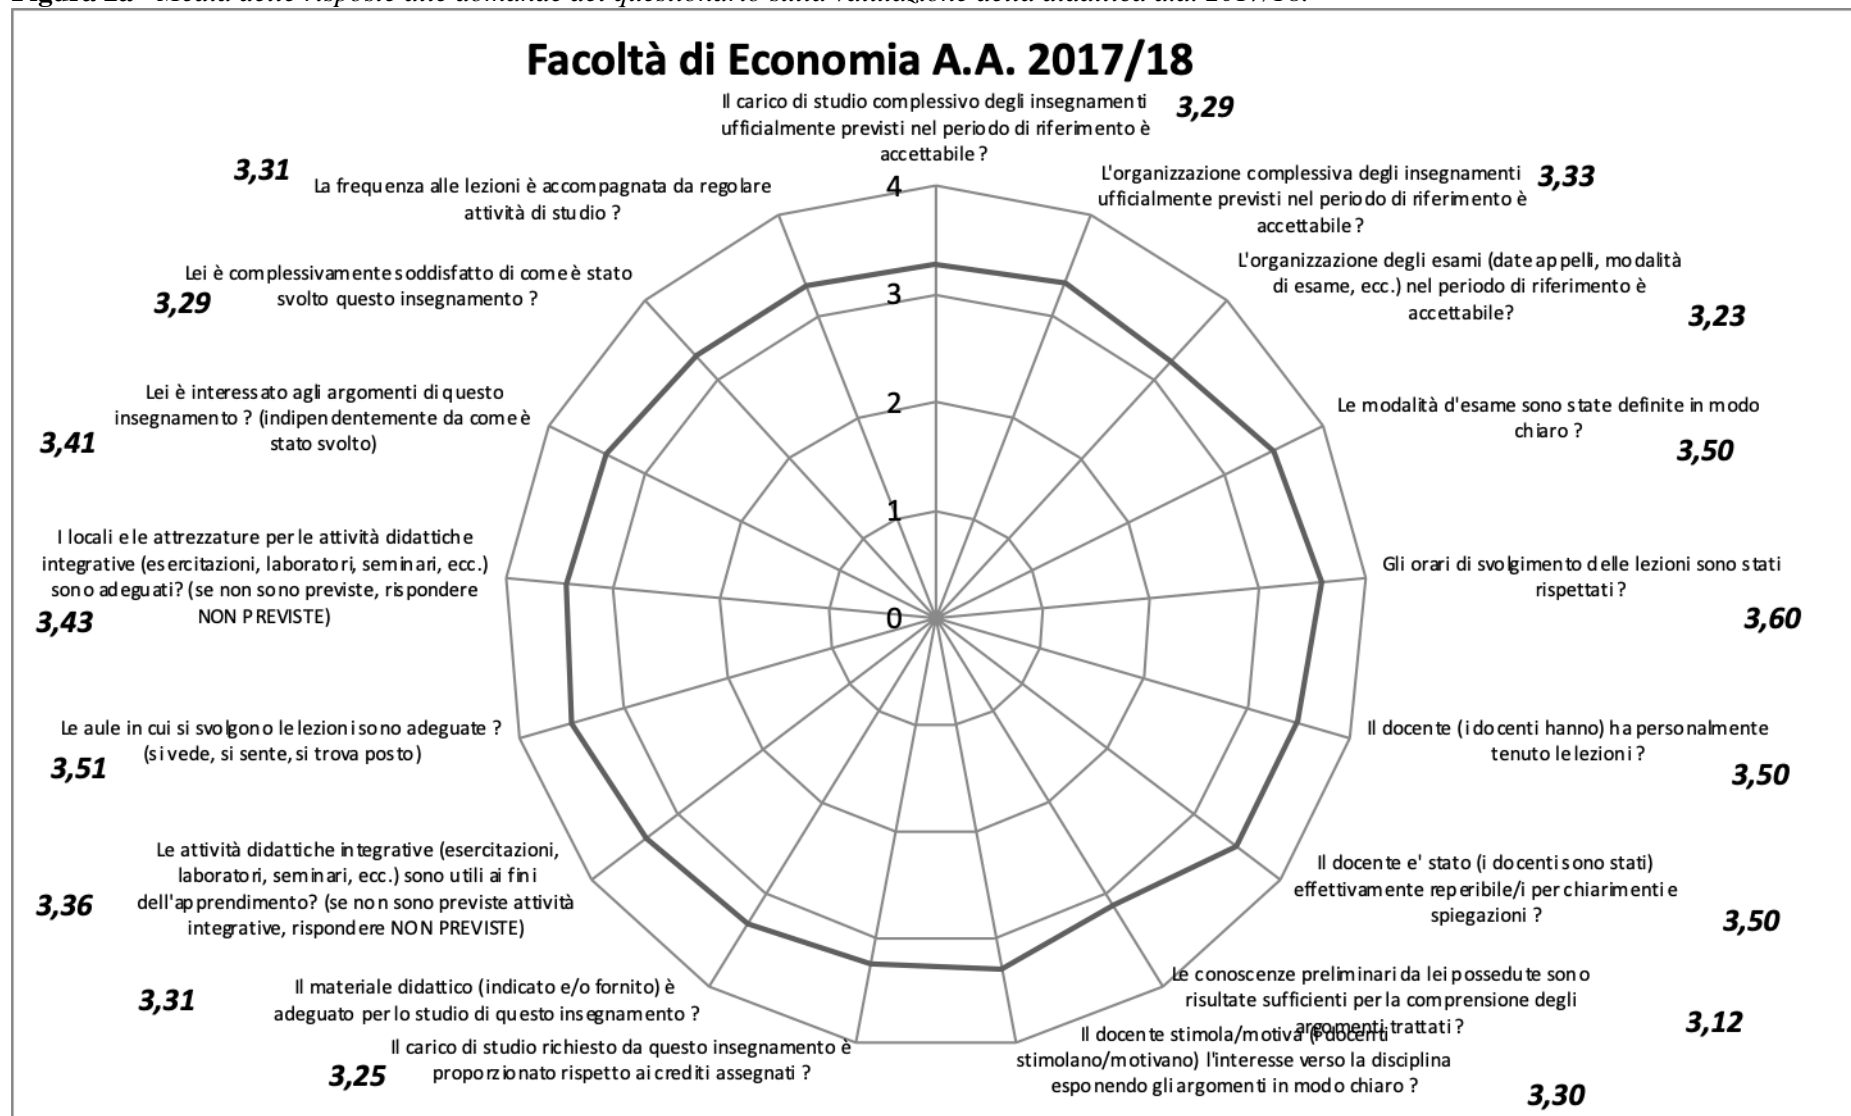 Facoltà di Economia A.A. 2017/18
Il carico di studio complessivo degli insegnamenti
ufficialmente previsti nel periodo di riferimento è
accettabile ?
3,29
L'organizzazione complessiva degli insegnamenti
ufficialmente previsti nel periodo di riferimento è
accettabile ?
3,33
L'organizzazione degli esami (date appelli, modalità
di esame, ecc.) nel periodo di riferimento è
accettabile?
3,23
Le modalità d'esame sono state definite in modo
chiaro ?
3,50
Gli orari di svolgimento delle lezioni sono stati
rispettati ?
3,60
Il docente (i docenti hanno) ha personalmente
tenuto le lezioni ?
3,50
Il docente e' stato (i docenti sono stati)
effettivamente reperibile/i per chiarimenti e
spiegazioni ?
3,50
Le conoscenze preliminari da lei possedute sono
risultate sufficienti per la comprensione degli
argomenti trattati ?
3,12
Il docente stimola/motiva (i docenti
stimolano/motivano) l'interesse verso la disciplina
esponendo gli argomenti in modo chiaro ?
3,30
Il carico di studio richiesto da questo insegnamento è
proporzionato rispetto ai crediti assegnati ?
3,25
Il materiale didattico (indicato e/o fornito) è
adeguato per lo studio di questo insegnamento ?
3,31
Le attività didattiche integrative (esercitazioni,
laboratori, seminari, ecc.) sono utili ai fini
dell'apprendimento? (se non sono previste attività
integrative, rispondere NON PREVISTE)
3,36
Le aule in cui si svolgono le lezioni sono adeguate ?
(si vede, si sente, si trova posto)
3,51
I locali e le attrezzature per le attività didattiche
integrative (esercitazioni, laboratori, seminari, ecc.)
sono adeguati? (se non sono previste, rispondere
NON PREVISTE)
3,43
Lei è interessato agli argomenti di questo
insegnamento ? (indipendentemente da come è
stato svolto)
3,41
Lei è complessivamente soddisfatto di come è stato
svolto questo insegnamento ?
3,29
La frequenza alle lezioni è accompagnata da regolare
attività di studio ?
3,31
4
3
2
1
0